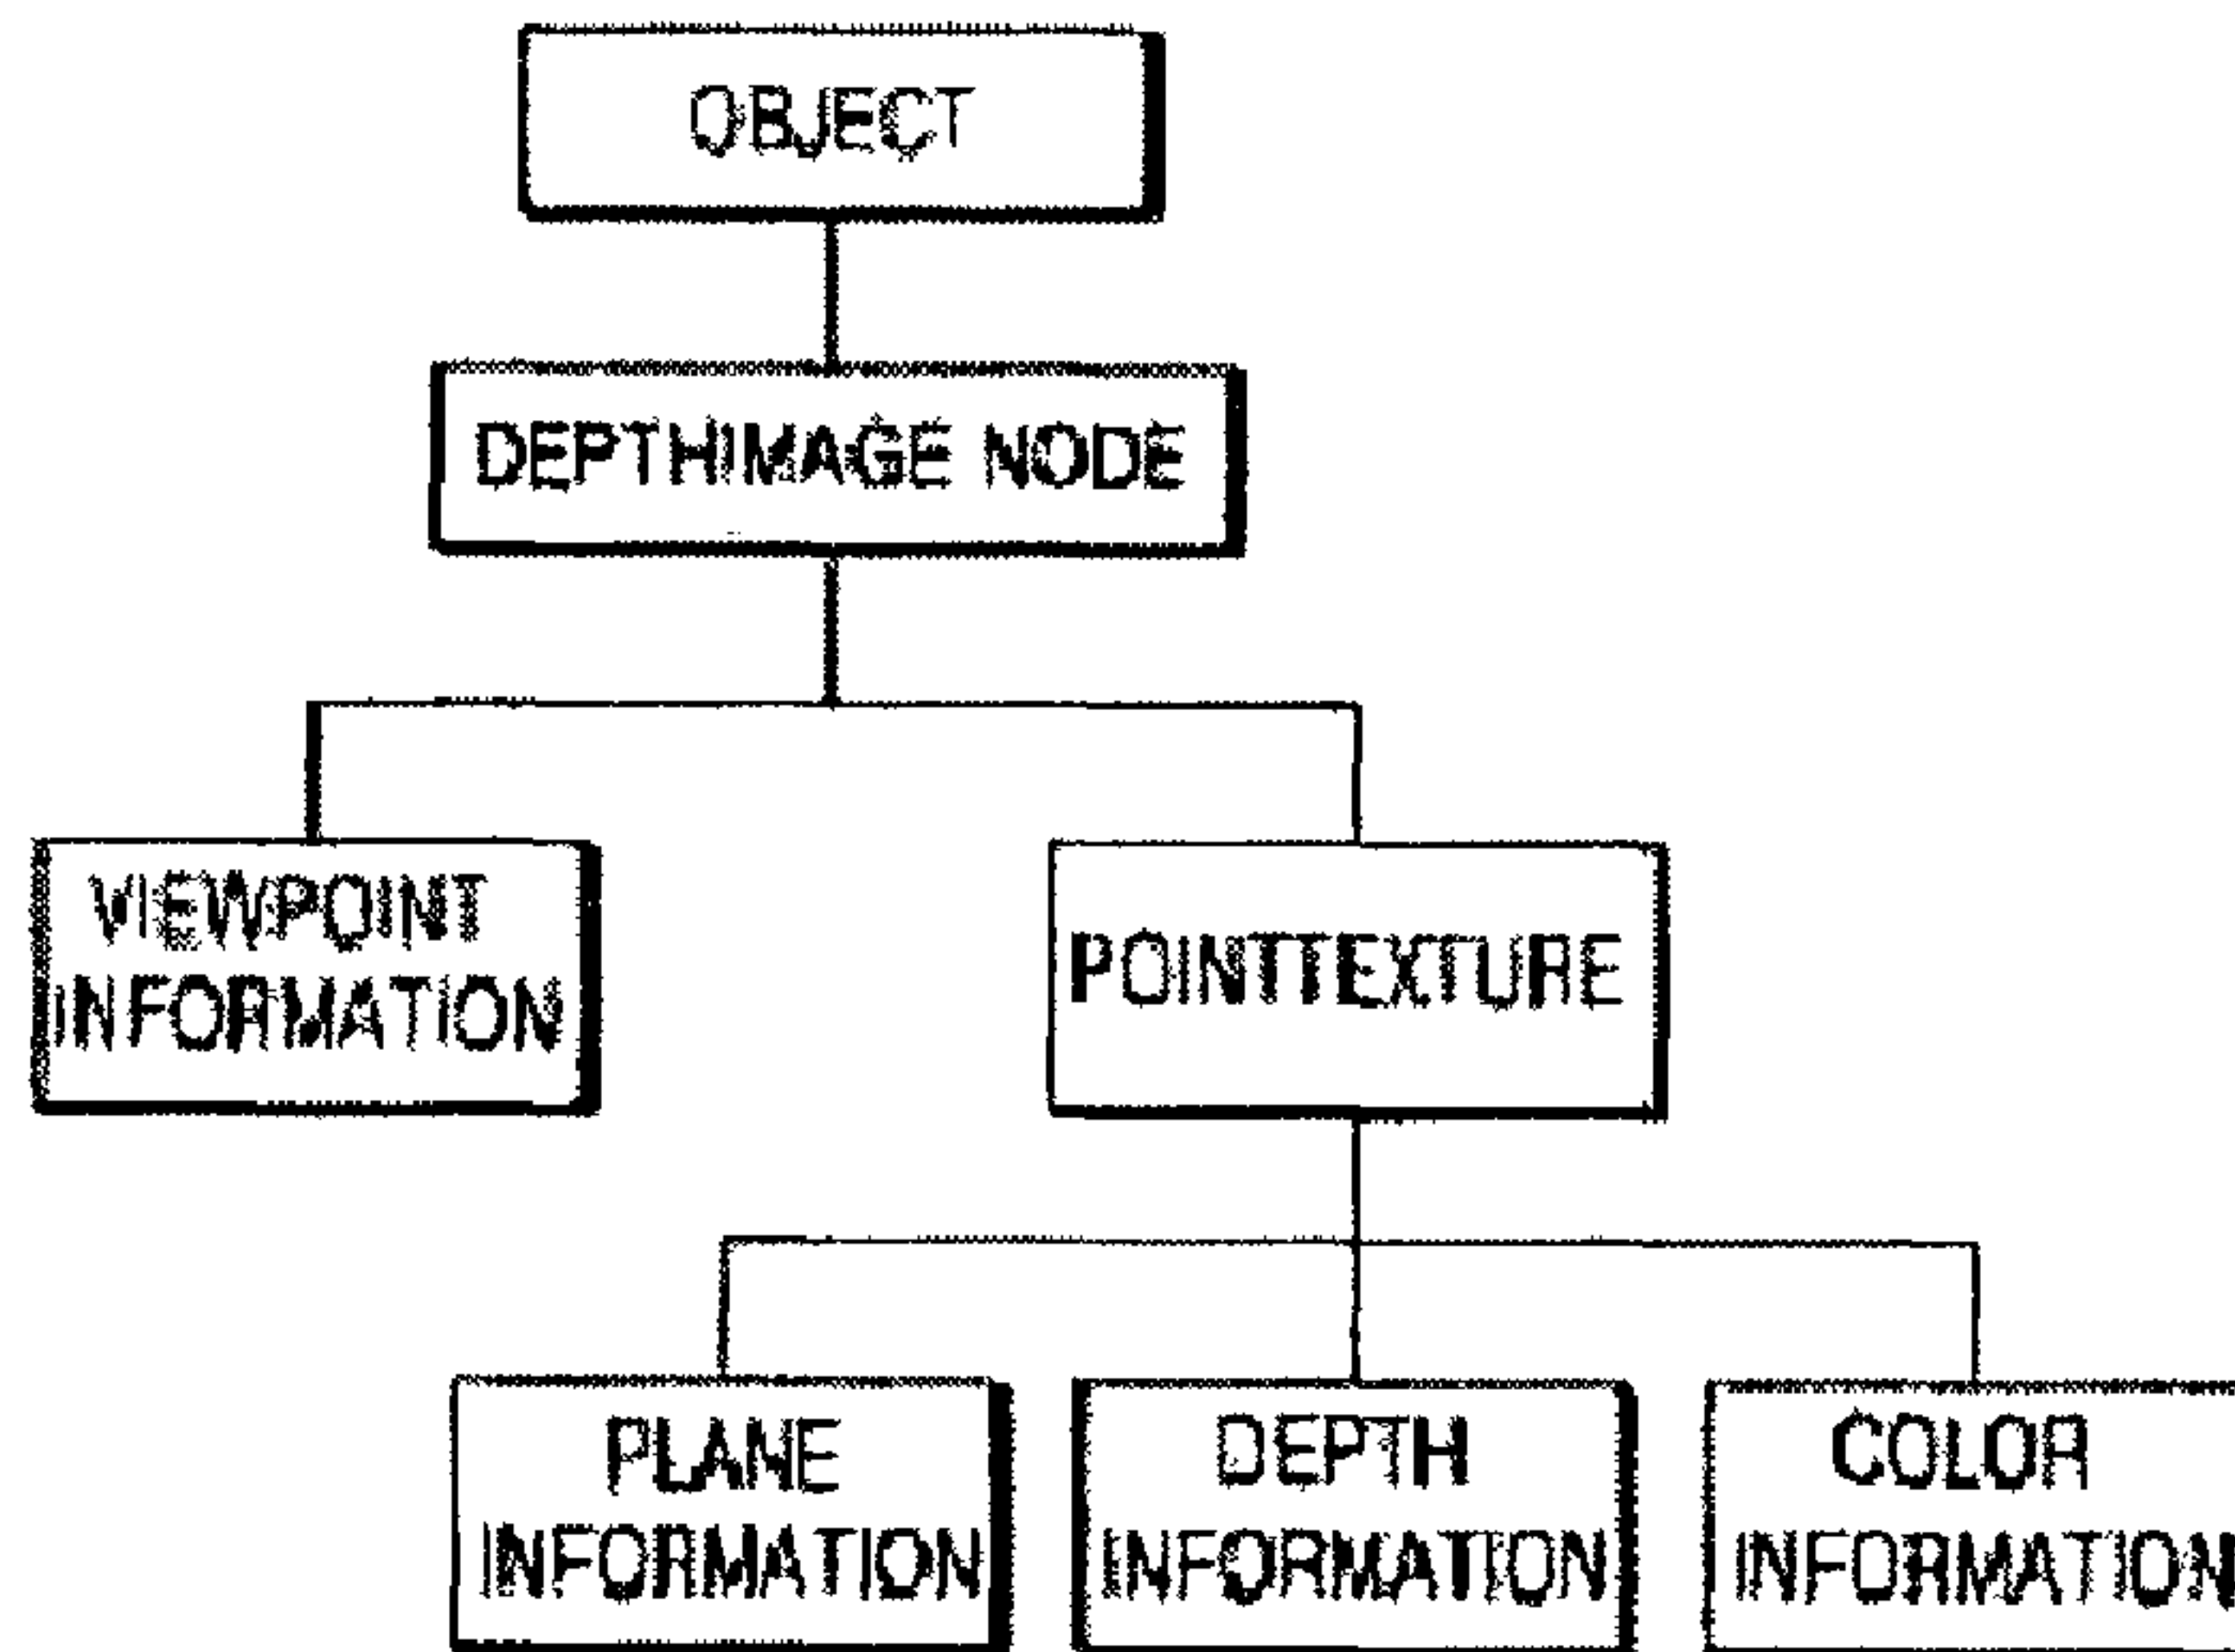 OBJECT
DEPTHIMAGE NODE
VIEWPOINT
INFORMATION
POINTTEXTURE
PLANE
INFORMATION
DEPTH
INFORMATION
COLOR
INFORMATION